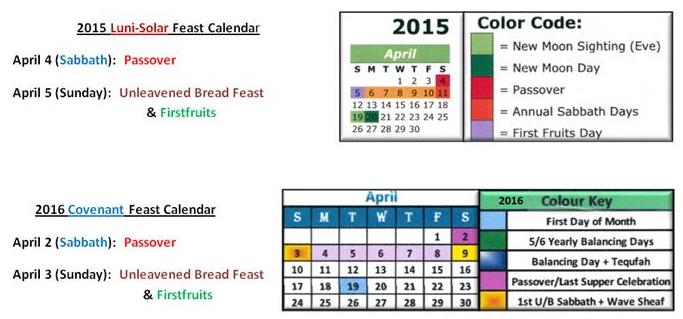 2015 Luni-Solar Feast Calendar
April 4 (Sabbath): Passover
April 5 (Sunday): Unleavened Bread Feast
& Firstfruits
2015
April
S M T W T F S
1 2 3 4
5 6 7 8 9 10 11
12 13 14 15 16 17 18
19 20 21 22 23 24 25
26 27 28 29 30
Color Code:
= New Moon Sighting (Eve)
= New Moon Day
= Passover
= Annual Sabbath Days
= First Fruits Day
2016 Covenant Feast Calendar
April 2 (Sabbath): Passover
April 3 (Sunday): Unleavened Bread Feast
& Firstfruits
April
S M T W T F S
1 2
3 4 5 6 7 8 9
10 11 12 13 14 15 16
17 18 19 20 21 22 23
24 25 26 27 28 29 30
2016 Colour Key
First Day of Month
5/6 Yearly Balancing Days
Balancing Day + Tequfah
Passover/Last Supper Celebration
1st U/B Sabbath + Wave Sheaf